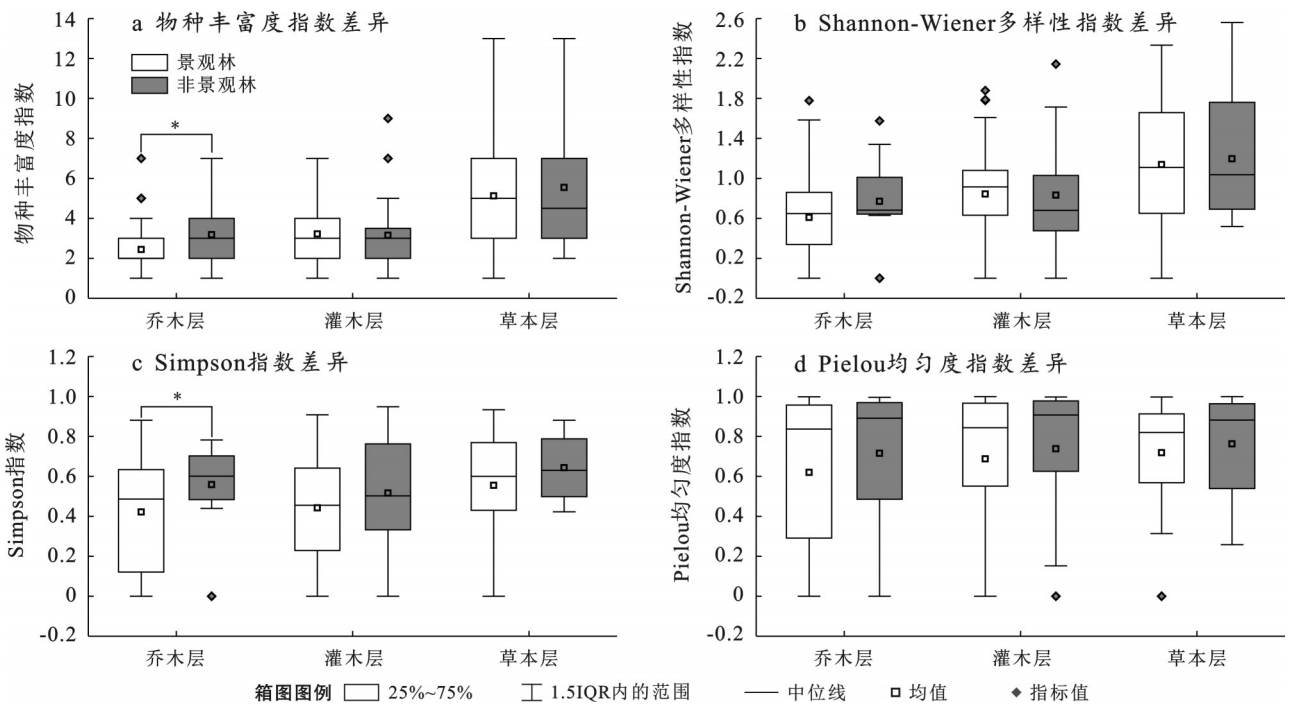 a 物种丰富度指数差异
景观林
非景观林
*
物种丰富度指数
14
12
10
8
6
4
2
0
乔木层 灌木层 草本层
b Shannon-Wiener多样性指数差异
Shannon-Wiener多样性指数
2.6
2.2
1.8
1.4
1.0
0.6
0.2
-0.2
乔木层 灌木层 草本层
c Simpson指数差异
*
Simpson指数
1.2
1.0
0.8
0.6
0.4
0.2
0
-0.2
乔木层 灌木层 草本层
d Pielou均匀度指数差异
Pielou均匀度指数
1.2
1.0
0.8
0.6
0.4
0.2
0
-0.2
乔木层 灌木层 草本层
箱图图例 25%~75% 1.5IQR内的范围 中位线 均值 指标值